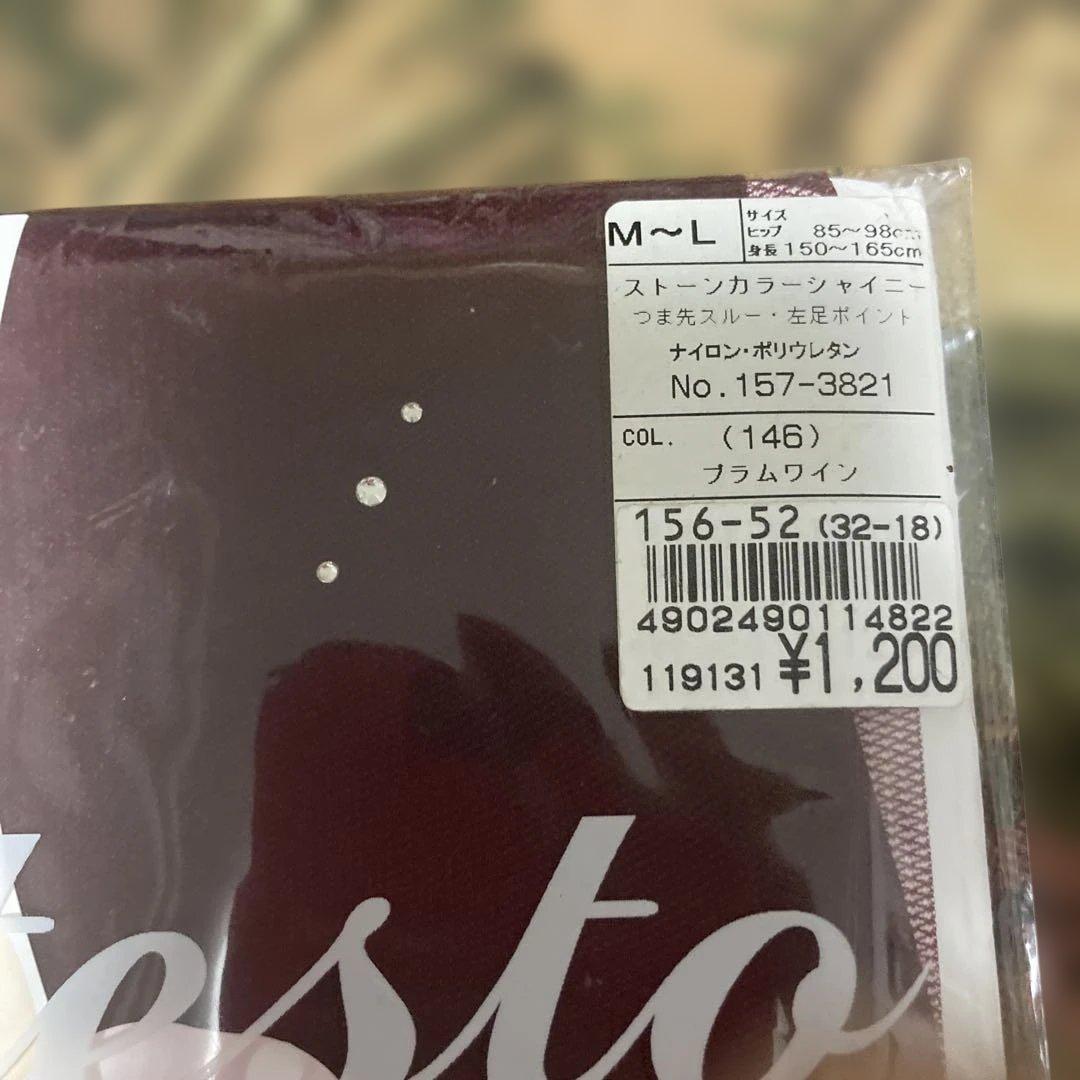 M～L
サイズ
ヒップ 85～98cm
身長 150～165cm
ストーンカラーシャイニー
つま先スルー・左足ポイント
ナイロン・ポリウレタン
No.157-3821
COL. (146)
プラムワイン
156-52 (32-18)
4902490114822
119131 ¥1,200
esto